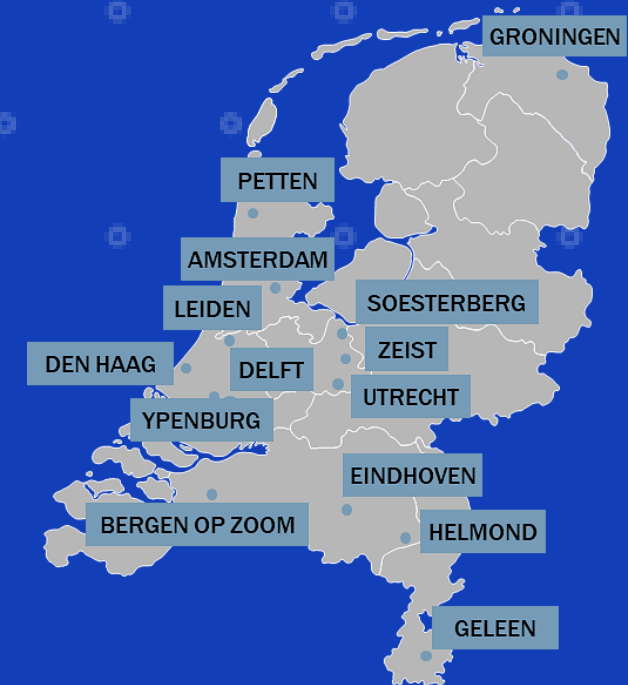 GRONINGEN
PETTEN
AMSTERDAM
LEIDEN
SOESTERBERG
DEN HAAG
DELFT
ZEIST
UTRECHT
YPENBURG
EINDHOVEN
BERGEN OP ZOOM
HELMOND
GELEEN